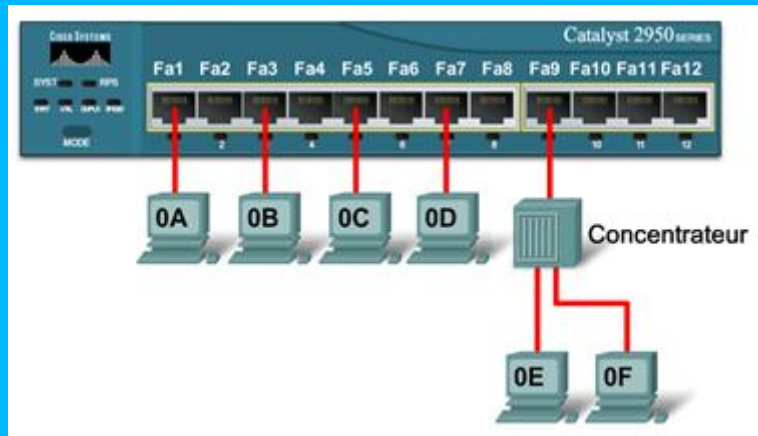 CISCO SYSTEMS
Catalyst 2950 SERIES
Fa1 Fa2 Fa3 Fa4 Fa5 Fa6 Fa7 Fa8 Fa9 Fa10 Fa11 Fa12
SYST RPS
MODE
2 4 6 8 10 11 12
0A 0B 0C 0D
Concentrateur
0E 0F